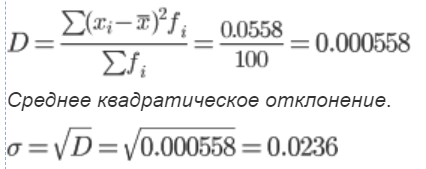 D = ∑(xᵢ − x̅)²fᵢ / ∑fᵢ = 0.0558 / 100 = 0.000558
Среднее квадратическое отклонение.
σ = √D = √0.000558 = 0.0236